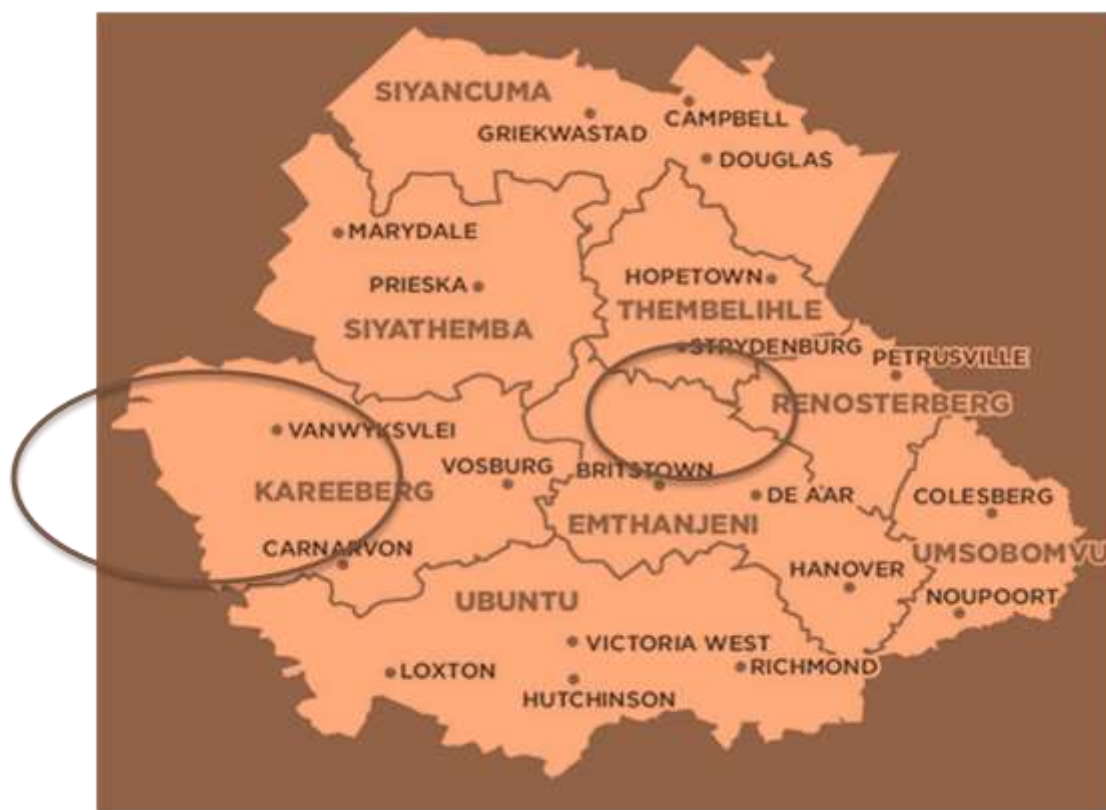 SIYANCUMA
CAMPBELL
GRIEKWASTAD
DOUGLAS
MARYDALE
HOPETOWN
PRIESKA
THEMBELIHLE
SIYATHEMBA
STRYDENBURG
PETRUSVILLE
RENOSTERBERG
VANWYKSVLEI
VOSBURG
BRITSTOWN
KAREEBERG
DE AAR
COLESBERG
EMTHANJENI
CARNARVON
UMSOBOMVU
HANOVER
NOUPOORT
UBUNTU
VICTORIA WEST
LOXTON
RICHMOND
HUTCHINSON